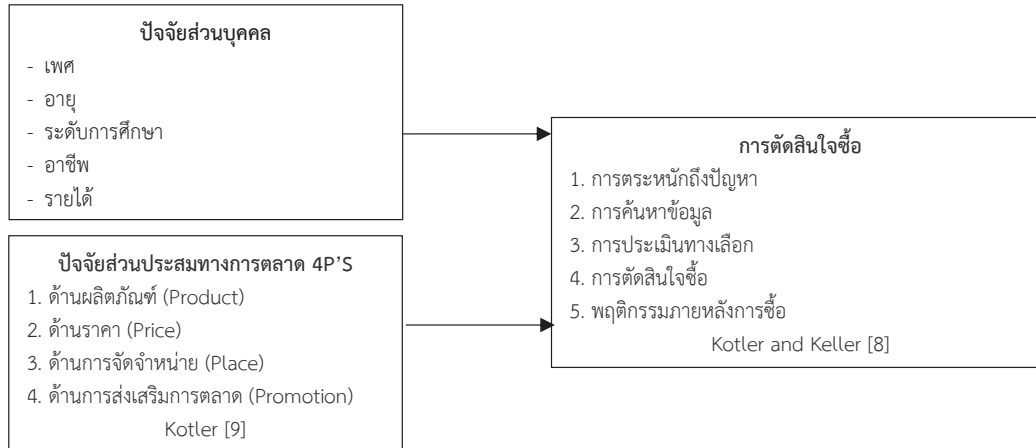 ปัจจัยส่วนบุคคล
- เพศ
- อายุ
- ระดับการศึกษา
- อาชีพ
- รายได้
ปัจจัยส่วนประสมทางการตลาด 4P’S
1. ด้านผลิตภัณฑ์ (Product)
2. ด้านราคา (Price)
3. ด้านการจัดจำหน่าย (Place)
4. ด้านการส่งเสริมการตลาด (Promotion)
Kotler [9]
การตัดสินใจซื้อ
1. การตระหนักถึงปัญหา
2. การค้นหาข้อมูล
3. การประเมินทางเลือก
4. การตัดสินใจซื้อ
5. พฤติกรรมภายหลังการซื้อ
Kotler and Keller [8]